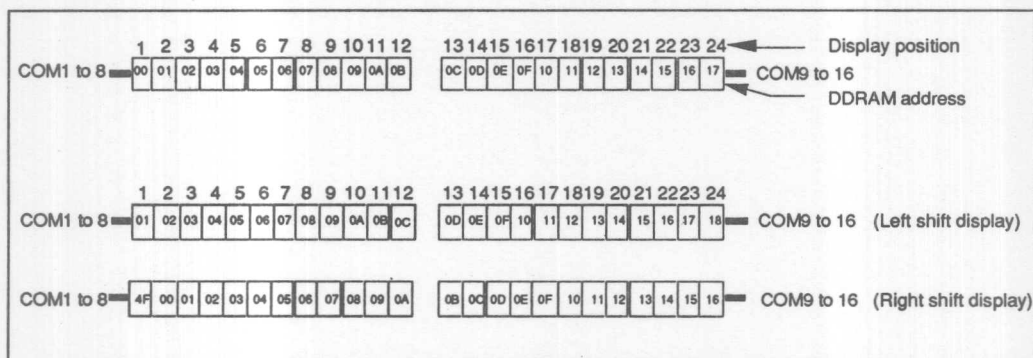 1 2 3 4 5 6 7 8 9 10 11 12 13 14 15 16 17 18 19 20 21 22 23 24 Display position
COM1 to 8 00 01 02 03 04 05 06 07 08 09 0A 0B 0C 0D 0E 0F 10 11 12 13 14 15 16 17 COM9 to 16
DDRAM address
1 2 3 4 5 6 7 8 9 10 11 12 13 14 15 16 17 18 19 20 21 22 23 24
COM1 to 8 01 02 03 04 05 06 07 08 09 0A 0B 0C 0D 0E 0F 10 11 12 13 14 15 16 17 18 COM9 to 16 (Left shift display)
COM1 to 8 4F 00 01 02 03 04 05 06 07 08 09 0A 0B 0C 0D 0E 0F 10 11 12 13 14 15 16 COM9 to 16 (Right shift display)